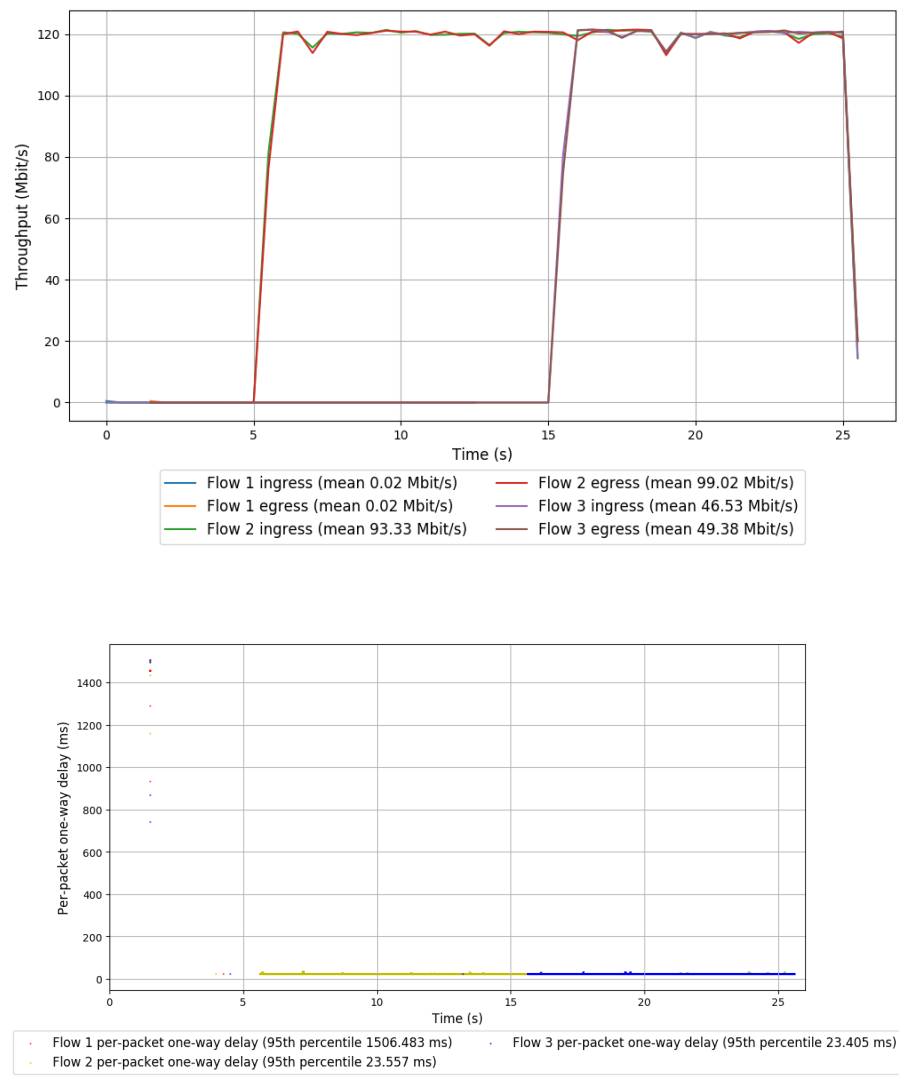 120
100
80
60
40
20
0
Throughput (Mbit/s)
0 5 10 15 20 25
Time (s)
Flow 1 ingress (mean 0.02 Mbit/s) Flow 2 egress (mean 99.02 Mbit/s)
Flow 1 egress (mean 0.02 Mbit/s) Flow 3 ingress (mean 46.53 Mbit/s)
Flow 2 ingress (mean 93.33 Mbit/s) Flow 3 egress (mean 49.38 Mbit/s)
1400
1200
1000
800
600
400
200
0
Per-packet one-way delay (ms)
0 5 10 15 20 25
Time (s)
Flow 1 per-packet one-way delay (95th percentile 1506.483 ms) Flow 3 per-packet one-way delay (95th percentile 23.405 ms)
Flow 2 per-packet one-way delay (95th percentile 23.557 ms)